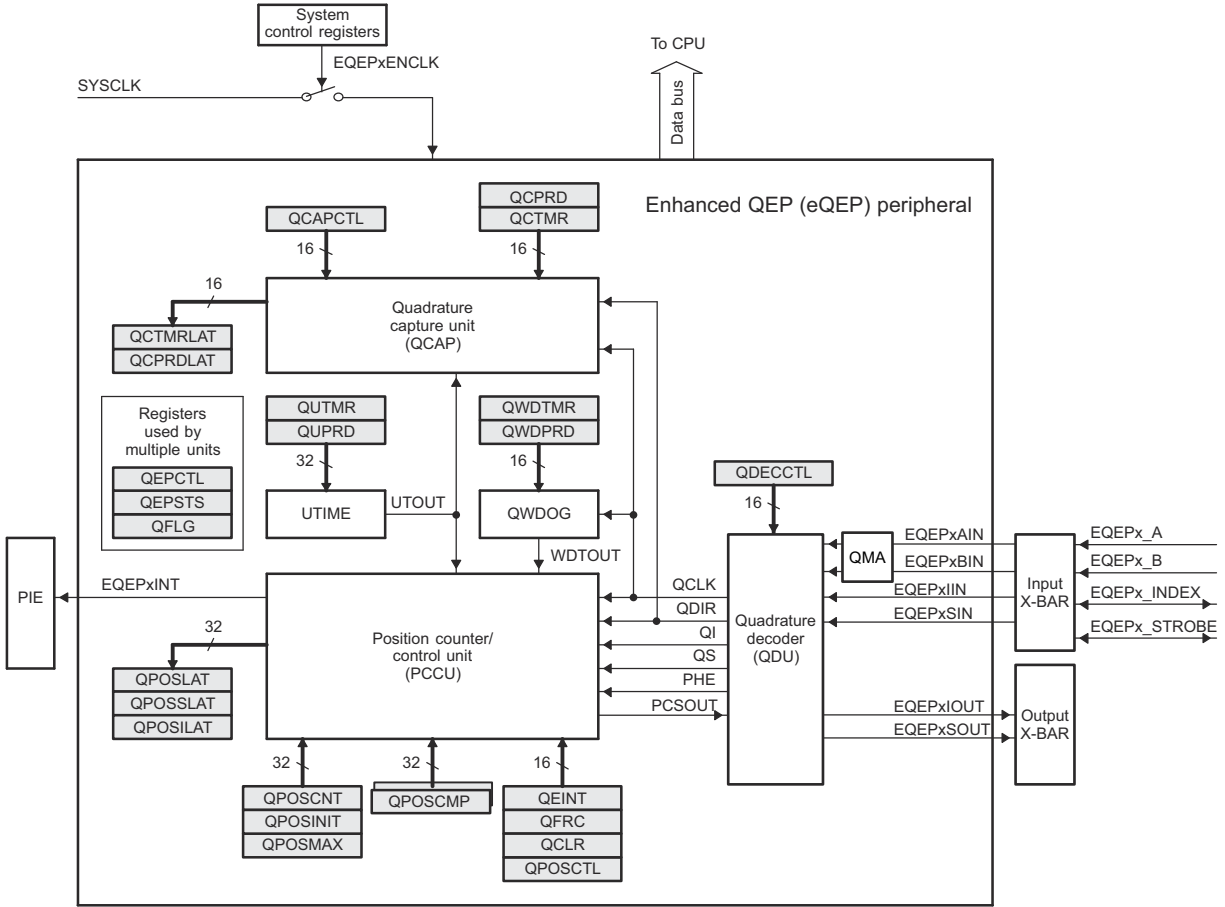 System
control registers
To CPU
EQEPxENCLK
SYSCLK
Data bus
Enhanced QEP (eQEP) peripheral
QCPRD
QCAPCTL
QCTMR
16
16
16
Quadrature
capture unit
(QCAP)
QCTMRLAT
QCPRDLAT
Registers
used by
multiple units
QEPCTL
QEPSTS
QFLG
QUTMR
QUPRD
32
QWDTMR
QWDPRD
16
UTIME
UTOUT
QWDOG
WDTOUT
QDECCTL
16
EQEPxAIN
EQEPxBIN
EQEPxIIN
EQEPxSIN
QMA
Input
X-BAR
EQEPx_A
EQEPx_B
EQEPx_INDEX
EQEPx_STROBE
PIE
EQEPxINT
Position counter/
control unit
(PCCU)
QCLK
QDIR
QI
QS
PHE
PCSOUT
Quadrature
decoder
(QDU)
EQEPxIOUT
EQEPxSOUT
Output
X-BAR
32
QPOSLAT
QPOSSLAT
QPOSILAT
32
32
16
QPOSCNT
QPOSINIT
QPOSMAX
QPOSCMP
QEINT
QFRC
QCLR
QPOSCTL